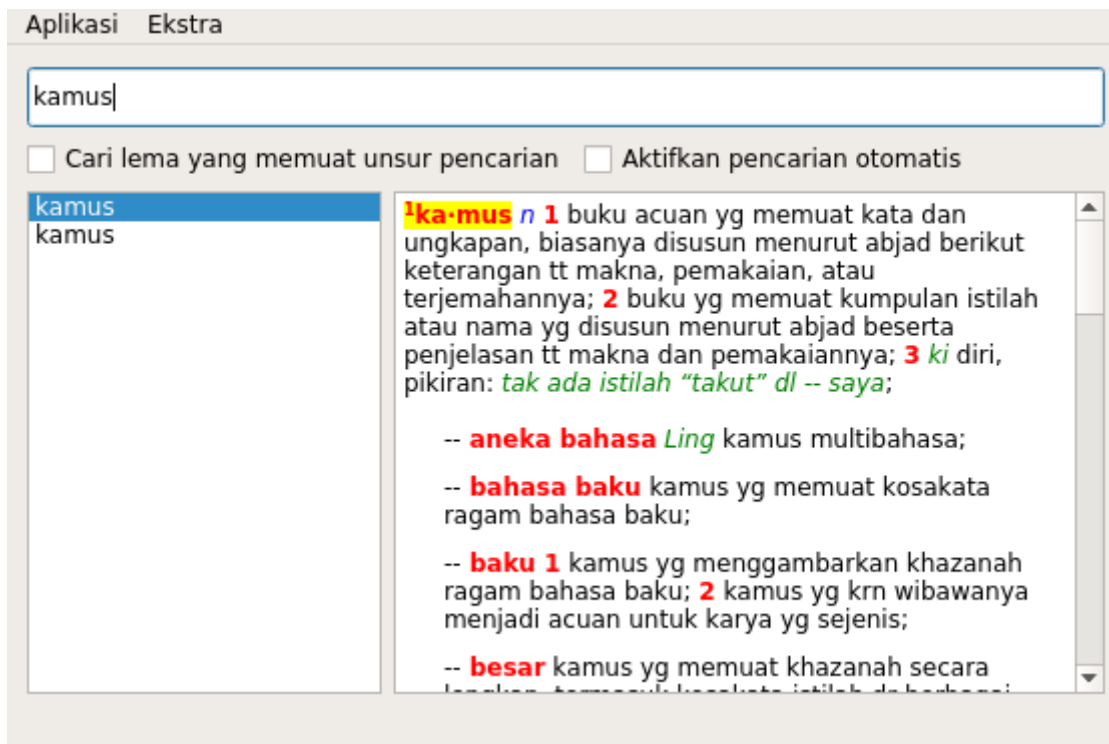 Aplikasi Ekstra
kamus
Cari lema yang memuat unsur pencarian Aktifkan pencarian otomatis
kamus
kamus
¹ka·mus n 1 buku acuan yg memuat kata dan
ungkapan, biasanya disusun menurut abjad berikut
keterangan tt makna, pemakaian, atau
terjemahannya; 2 buku yg memuat kumpulan istilah
atau nama yg disusun menurut abjad beserta
penjelasan tt makna dan pemakaiannya; 3 ki diri,
pikiran: tak ada istilah “takut” dl -- saya;
-- aneka bahasa Ling kamus multibahasa;
-- bahasa baku kamus yg memuat kosakata
ragam bahasa baku;
-- baku 1 kamus yg menggambarkan khazanah
ragam bahasa baku; 2 kamus yg krn wibawanya
menjadi acuan untuk karya yg sejenis;
-- besar kamus yg memuat khazanah secara